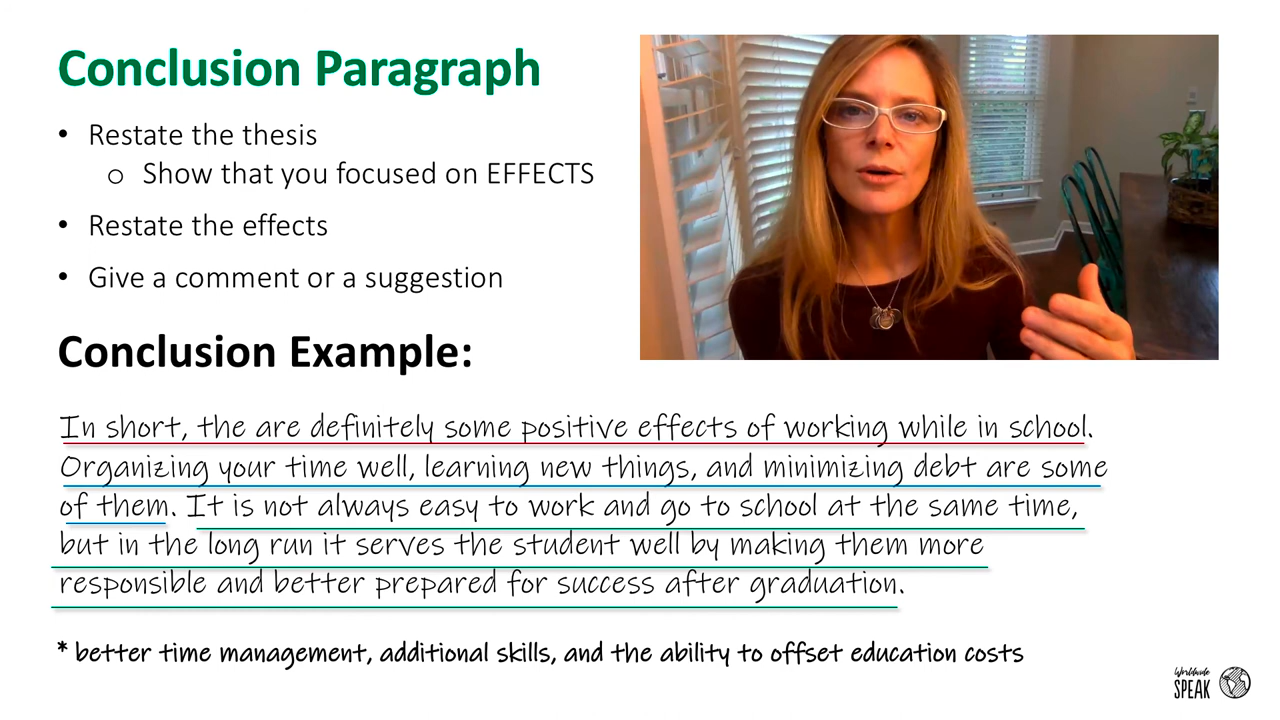 Conclusion Paragraph
• Restate the thesis
o Show that you focused on EFFECTS
• Restate the effects
• Give a comment or a suggestion
Conclusion Example:
In short, the are definitely some positive effects of working while in school.
Organizing your time well, learning new things, and minimizing debt are some
of them. It is not always easy to work and go to school at the same time,
but in the long run it serves the student well by making them more
responsible and better prepared for success after graduation.
* better time management, additional skills, and the ability to offset education costs
Worldwide
SPEAK